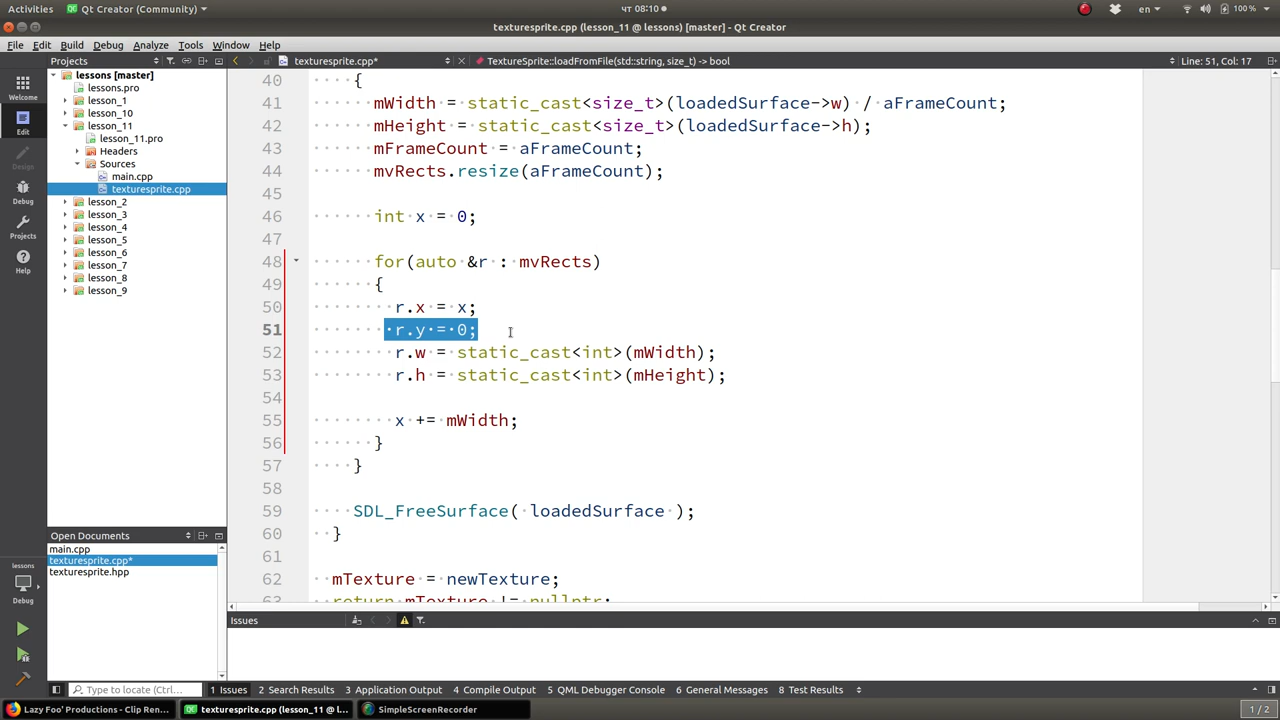 Activities Qt Creator (Community) чт 08:10 en 100 %
texturesprite.cpp (lesson_11 @ lessons) [master] - Qt Creator
File Edit Build Debug Analyze Tools Window Help
Projects texturesprite.cpp* TextureSprite::loadFromFile(std::string, size_t) -> bool Line: 51, Col: 17
Welcome
Edit
Design
Debug
Projects
Help
lessons
Debug
lessons [master]
lessons.pro
lesson_1
lesson_10
lesson_11
lesson_11.pro
Headers
Sources
main.cpp
texturesprite.cpp
lesson_2
lesson_3
lesson_4
lesson_5
lesson_6
lesson_7
lesson_8
lesson_9
Open Documents
main.cpp
texturesprite.cpp*
texturesprite.hpp
40 {
41 mWidth = static_cast<size_t>(loadedSurface->w) / aFrameCount;
42 mHeight = static_cast<size_t>(loadedSurface->h);
43 mFrameCount = aFrameCount;
44 mvRects.resize(aFrameCount);
45
46 int x = 0;
47
48 for(auto &r : mvRects)
49 {
50 r.x = x;
51 r.y = 0;
52 r.w = static_cast<int>(mWidth);
53 r.h = static_cast<int>(mHeight);
54
55 x += mWidth;
56 }
57 }
58
59 SDL_FreeSurface( loadedSurface );
60 }
61
62 mTexture = newTexture;
63 return mTexture != nullptr;
Issues
Type to locate (Ctrl+... 1 Issues 2 Search Results 3 Application Output 4 Compile Output 5 QML Debugger Console 6 General Messages 8 Test Results
Lazy Foo' Productions - Clip Ren... texturesprite.cpp (lesson_11 @ l... SimpleScreenRecorder 1 / 2